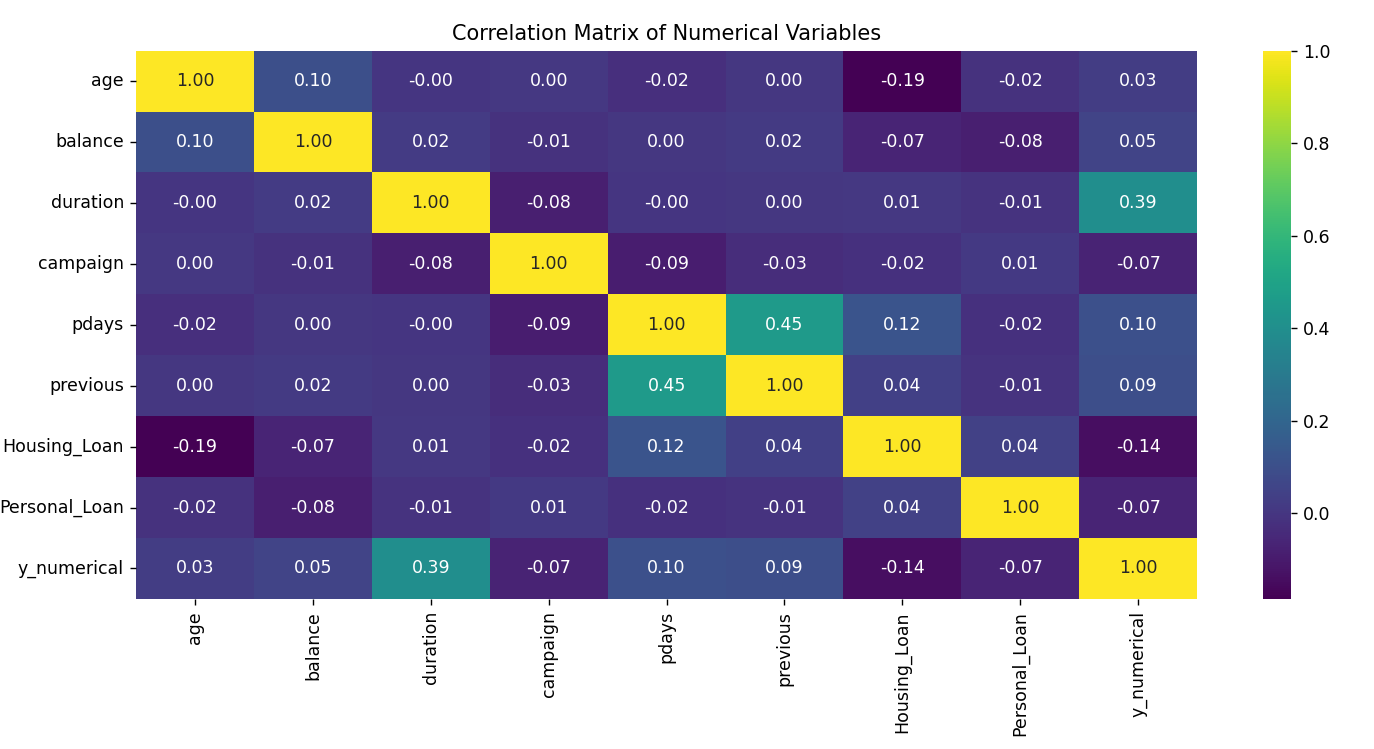 Correlation Matrix of Numerical Variables
age 1.00 0.10 -0.00 0.00 -0.02 0.00 -0.19 -0.02 0.03
balance 0.10 1.00 0.02 -0.01 0.00 0.02 -0.07 -0.08 0.05
duration -0.00 0.02 1.00 -0.08 -0.00 0.00 0.01 -0.01 0.39
campaign 0.00 -0.01 -0.08 1.00 -0.09 -0.03 -0.02 0.01 -0.07
pdays -0.02 0.00 -0.00 -0.09 1.00 0.45 0.12 -0.02 0.10
previous 0.00 0.02 0.00 -0.03 0.45 1.00 0.04 -0.01 0.09
Housing_Loan -0.19 -0.07 0.01 -0.02 0.12 0.04 1.00 0.04 -0.14
Personal_Loan -0.02 -0.08 -0.01 0.01 -0.02 -0.01 0.04 1.00 -0.07
y_numerical 0.03 0.05 0.39 -0.07 0.10 0.09 -0.14 -0.07 1.00
age balance duration campaign pdays previous Housing_Loan Personal_Loan y_numerical
1.0
0.8
0.6
0.4
0.2
0.0